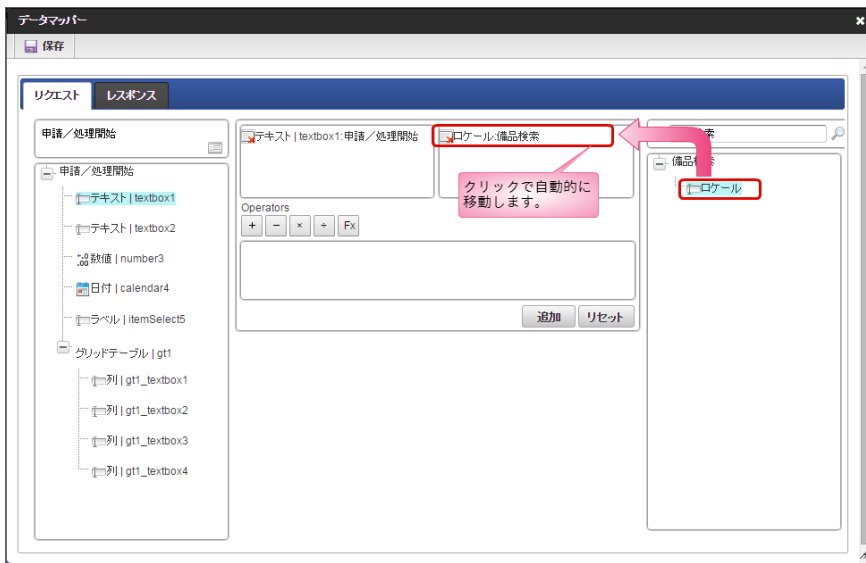 データマッパー
保存
リクエスト
レスポンス
申請／処理開始
申請／処理開始
テキスト | textbox1
テキスト | textbox2
数値 | number3
日付 | calendar4
ラベル | itemSelect5
グリッドテーブル | gt1
列 | gt1_textbox1
列 | gt1_textbox2
列 | gt1_textbox3
列 | gt1_textbox4
テキスト | textbox1:申請／処理開始
ロケール:備品検索
クリックで自動的に
移動します。
Operators
+ − × ÷ Fx
追加
リセット
索
備品検索
ロケール